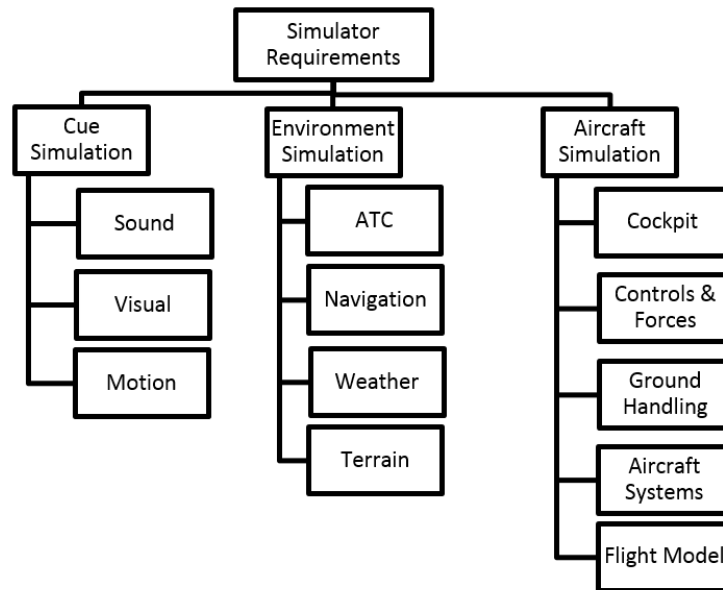 Simulator
Requirements
Cue
Simulation
Environment
Simulation
Aircraft
Simulation
Sound
Visual
Motion
ATC
Navigation
Weather
Terrain
Cockpit
Controls &
Forces
Ground
Handling
Aircraft
Systems
Flight Model